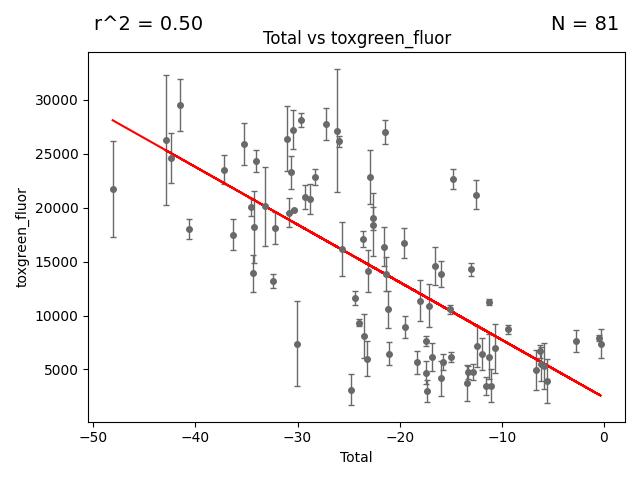 r^2 = 0.50
N = 81
Total vs toxgreen_fluor
30000
25000
20000
15000
10000
5000
toxgreen_fluor
−50
−40
−30
−20
−10
0
Total